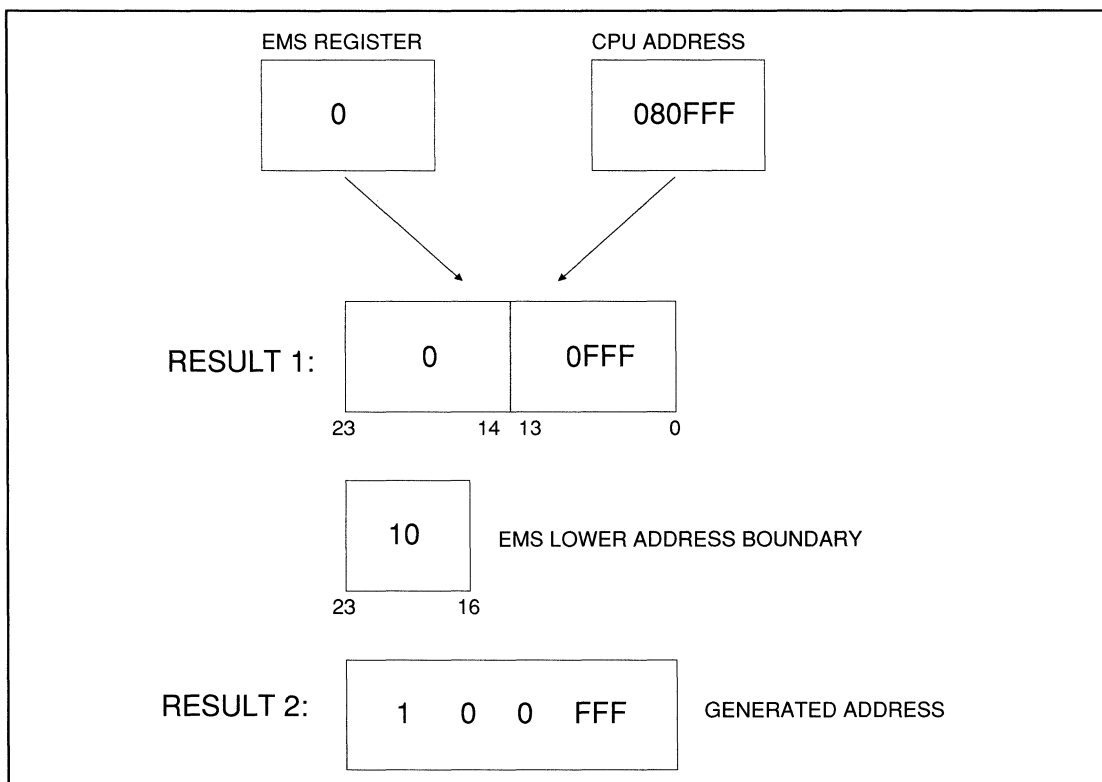 EMS REGISTER
CPU ADDRESS
0
080FFF
RESULT 1:
0
0FFF
23
14
13
0
10
EMS LOWER ADDRESS BOUNDARY
23
16
RESULT 2:
1 0 0 FFF
GENERATED ADDRESS